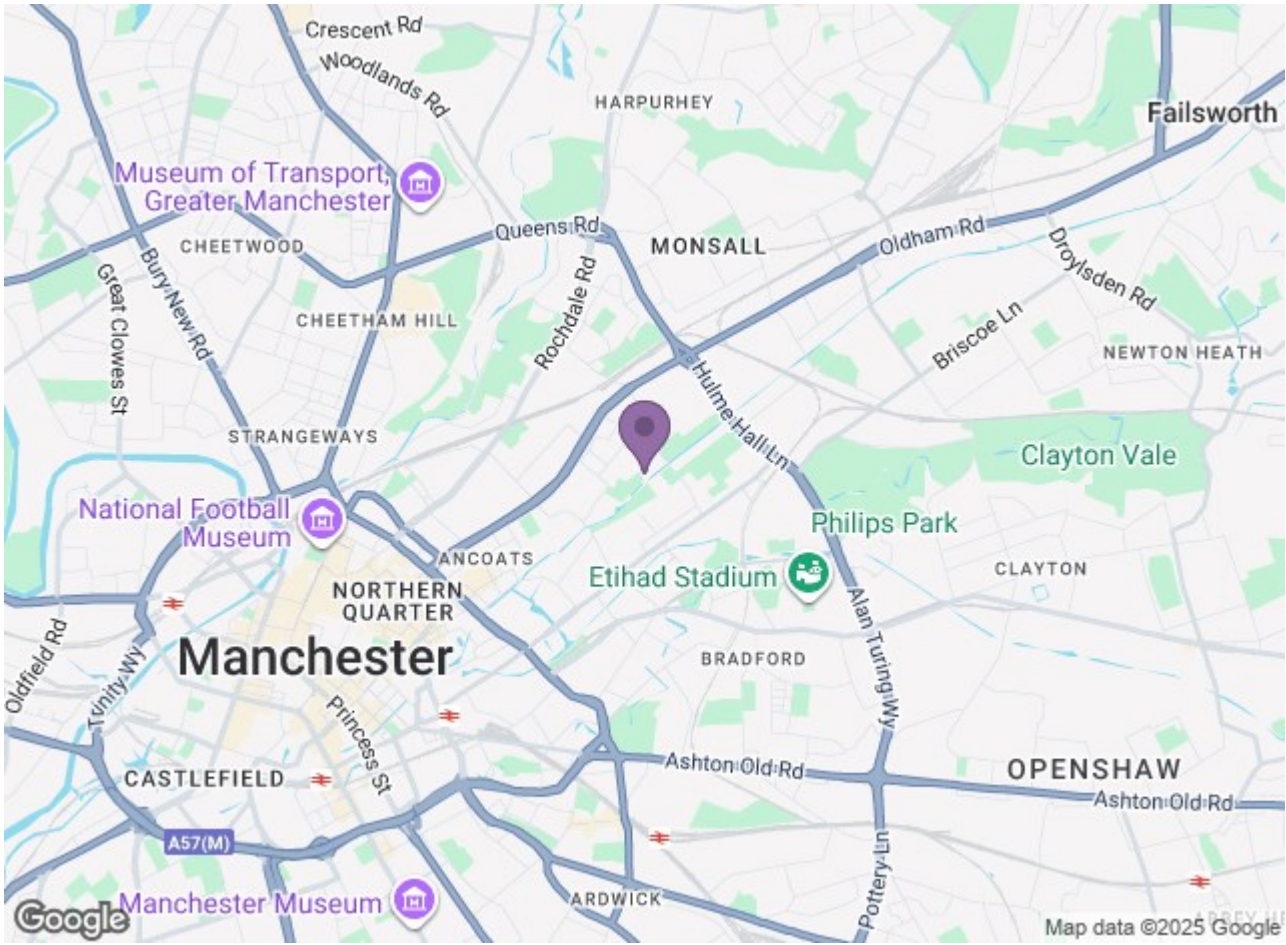 Crescent Rd
Woodlands Rd
HARPURHEY
Failsworth
Museum of Transport,
Greater Manchester
CHEETWOOD
Queens Rd
MONSALL
Oldham Rd
Droylsden Rd
Great Clowes St
Bury New Rd
CHEETHAM HILL
Rochdale Rd
Briscoe Ln
NEWTON HEATH
Hulme Hall Ln
STRANGEWAYS
Clayton Vale
National Football
Museum
Philips Park
ANCOATS
Etihad Stadium
CLAYTON
NORTHERN
QUARTER
Oldfield Rd
Trinity Wy
Manchester
BRADFORD
Alan Turing Wy
Princess St
CASTLEFIELD
Ashton Old Rd
OPENSHAW
Ashton Old Rd
A57(M)
Pottery Ln
Manchester Museum
ARDWICK
Google
Map data ©2025 Google